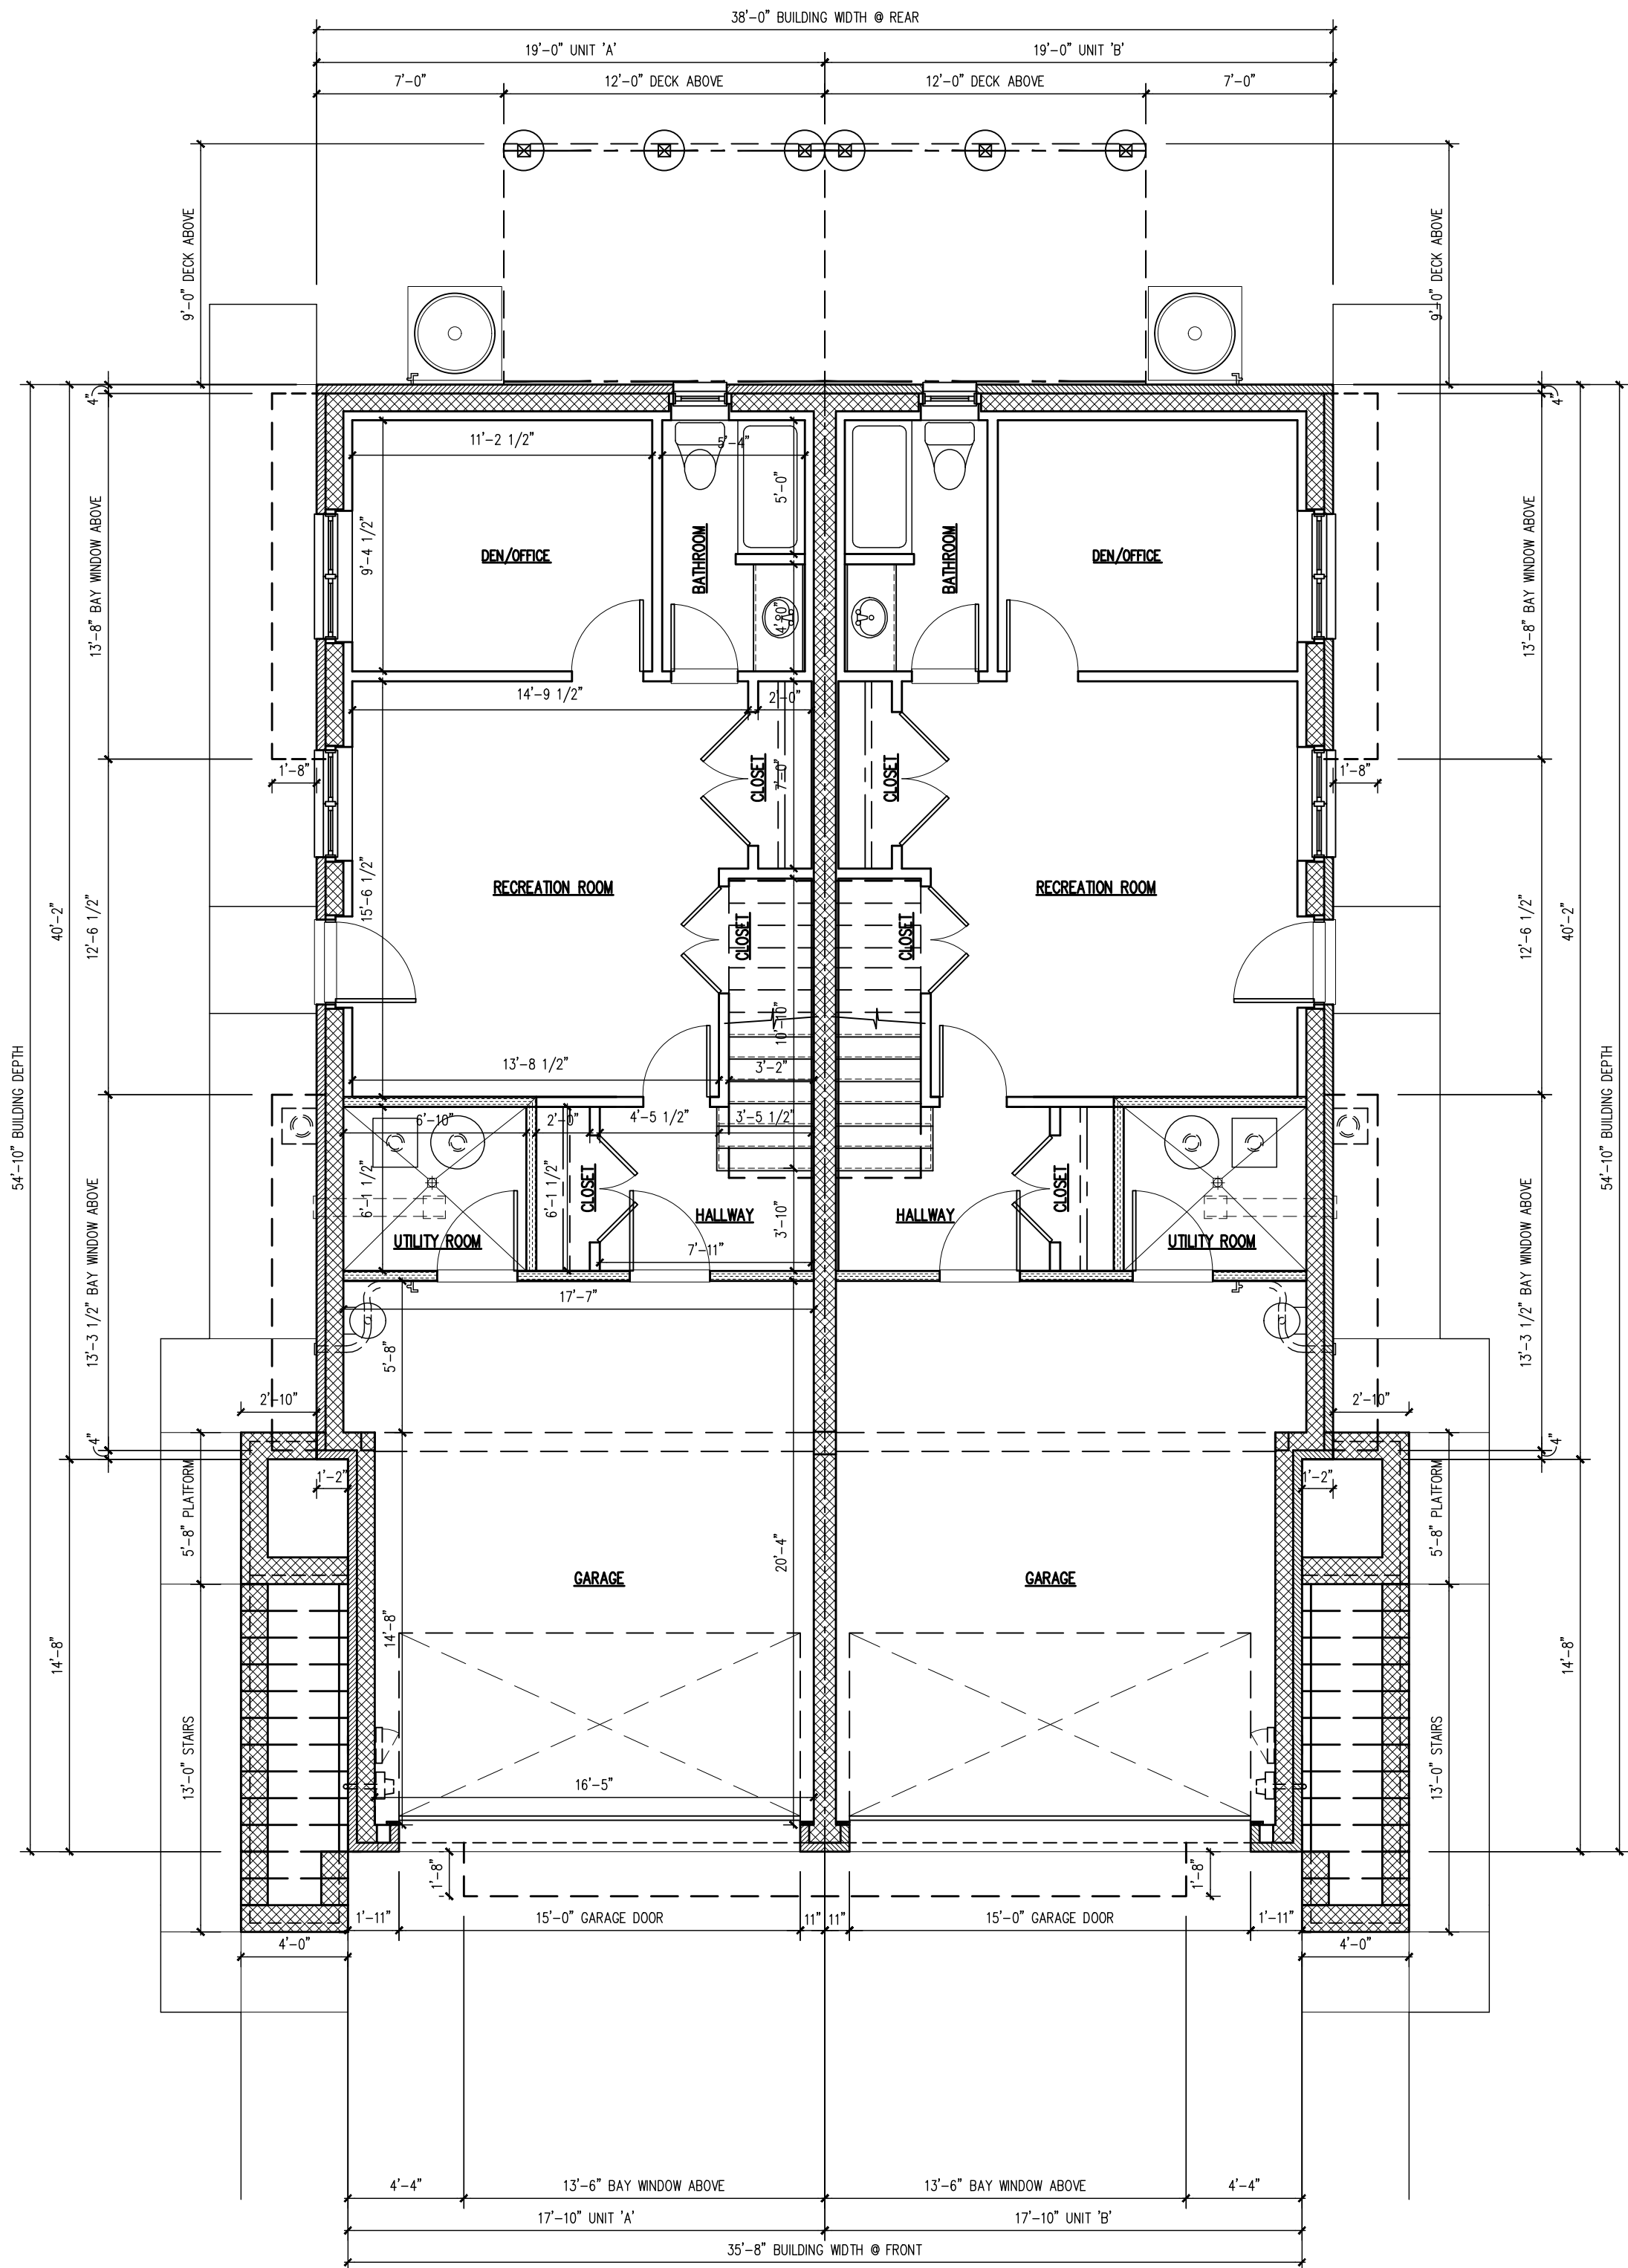 38'-0" BUILDING WIDTH @ REAR
19'-0" UNIT 'A'
19'-0" UNIT 'B'
7'-0"
12'-0" DECK ABOVE
12'-0" DECK ABOVE
7'-0"
9'-0" DECK ABOVE
9'-0" DECK ABOVE
4"
4"
11'-2 1/2"
5'-4"
5'-0"
9'-4 1/2"
DEN/OFFICE
BATHROOM
BATHROOM
DEN/OFFICE
13'-8" BAY WINDOW ABOVE
13'-8" BAY WINDOW ABOVE
4'-0"
14'-9 1/2"
2'-0"
1'-8"
CLOSET
7'-0"
CLOSET
1'-8"
RECREATION ROOM
RECREATION ROOM
15'-6 1/2"
CLOSET
CLOSET
40'-2"
12'-6 1/2"
12'-6 1/2"
40'-2"
10'-10"
13'-8 1/2"
3'-2"
54'-10" BUILDING DEPTH
54'-10" BUILDING DEPTH
6'-10"
2'-0"
4'-5 1/2"
3'-5 1/2"
6'-1 1/2"
6'-1 1/2"
CLOSET
CLOSET
HALLWAY
3'-10"
HALLWAY
UTILITY ROOM
7'-11"
UTILITY ROOM
13'-3 1/2" BAY WINDOW ABOVE
13'-3 1/2" BAY WINDOW ABOVE
17'-7"
5'-8"
2'-10"
2'-10"
4"
4"
1'-2"
1'-2"
5'-8" PLATFORM
5'-8" PLATFORM
20'-4"
GARAGE
GARAGE
14'-8"
14'-8"
14'-8"
13'-0" STAIRS
13'-0" STAIRS
16'-5"
1'-8"
1'-8"
1'-11"
15'-0" GARAGE DOOR
11"
11"
15'-0" GARAGE DOOR
1'-11"
4'-0"
4'-0"
4'-4"
13'-6" BAY WINDOW ABOVE
13'-6" BAY WINDOW ABOVE
4'-4"
17'-10" UNIT 'A'
17'-10" UNIT 'B'
35'-8" BUILDING WIDTH @ FRONT